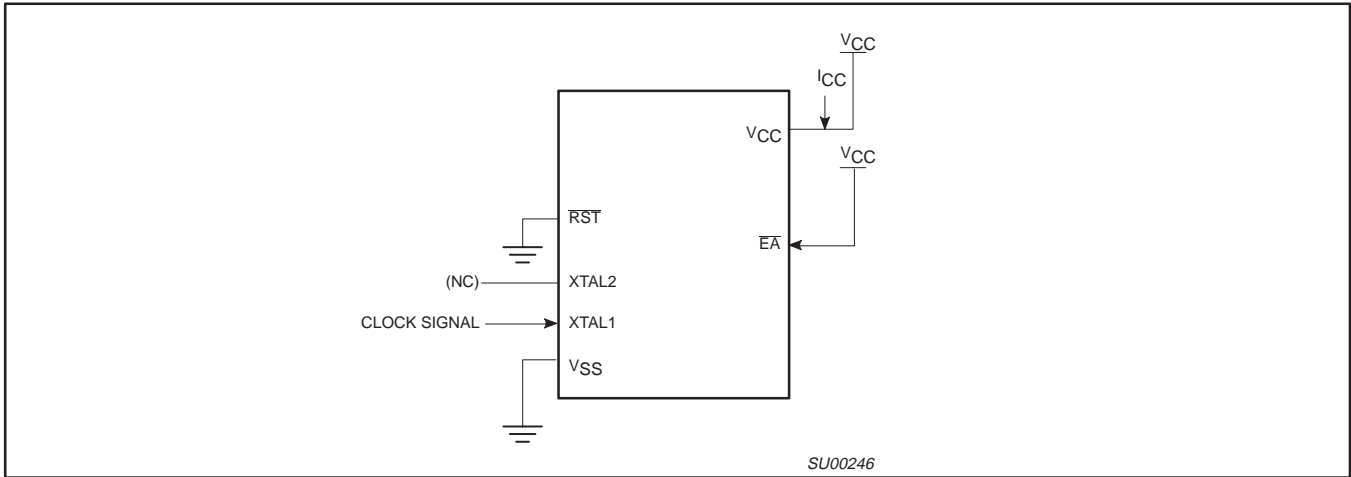 VCC
ICC
VCC
VCC
RST
EA
(NC)
XTAL2
CLOCK SIGNAL
XTAL1
VSS
SU00246